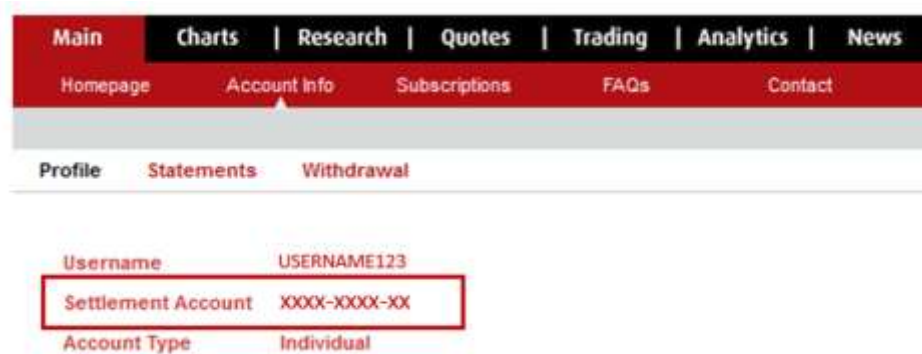 Main Charts | Research | Quotes | Trading | Analytics | News
Homepage Account Info Subscriptions FAQs Contact
Profile Statements Withdrawal
Username USERNAME123
Settlement Account XXXX-XXXX-XX
Account Type Individual